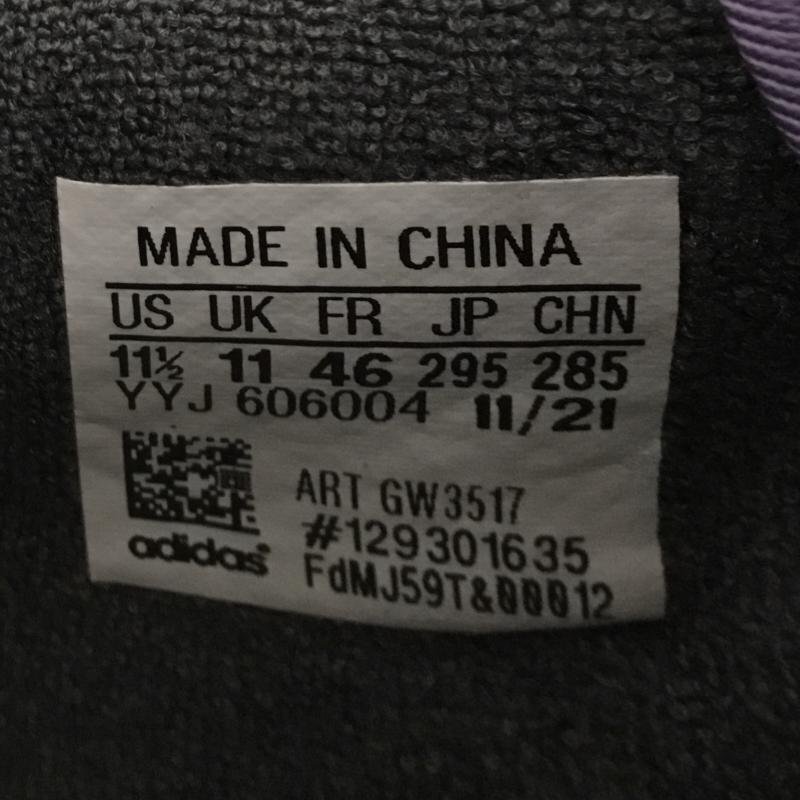 MADE IN CHINA
US UK FR JP CHN
11½ 11 46 295 285
YYJ 606004 11/21
ART GW3517
#129301635
adidas
FdMJ59T&00012